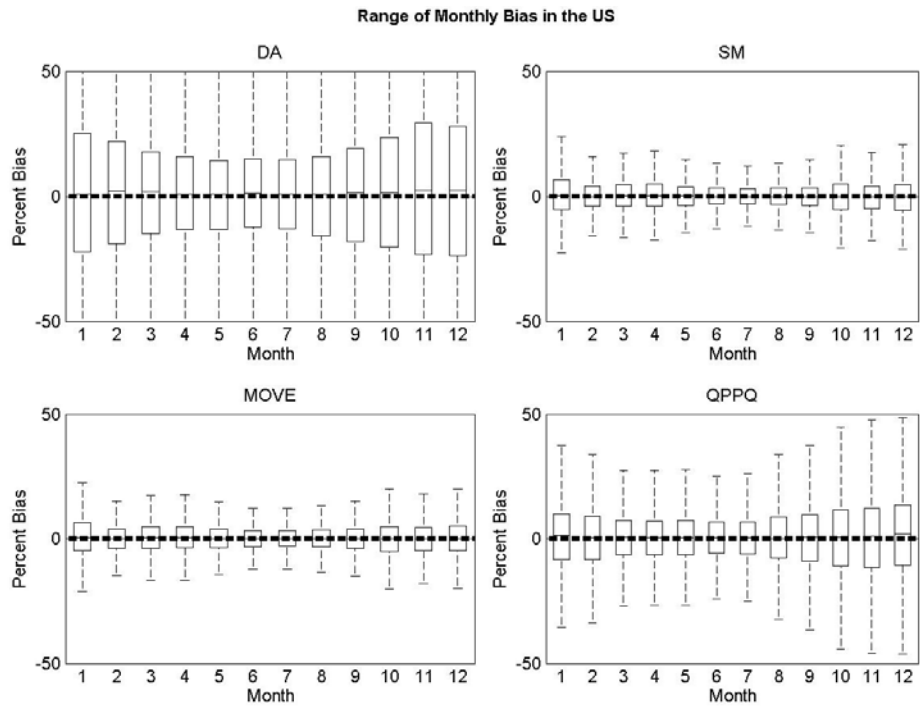 Range of Monthly Bias in the US
DA
50
0
-50
Percent Bias
1 2 3 4 5 6 7 8 9 10 11 12
Month
SM
50
0
-50
Percent Bias
1 2 3 4 5 6 7 8 9 10 11 12
Month
MOVE
50
0
-50
Percent Bias
1 2 3 4 5 6 7 8 9 10 11 12
Month
QPPQ
50
0
-50
Percent Bias
1 2 3 4 5 6 7 8 9 10 11 12
Month